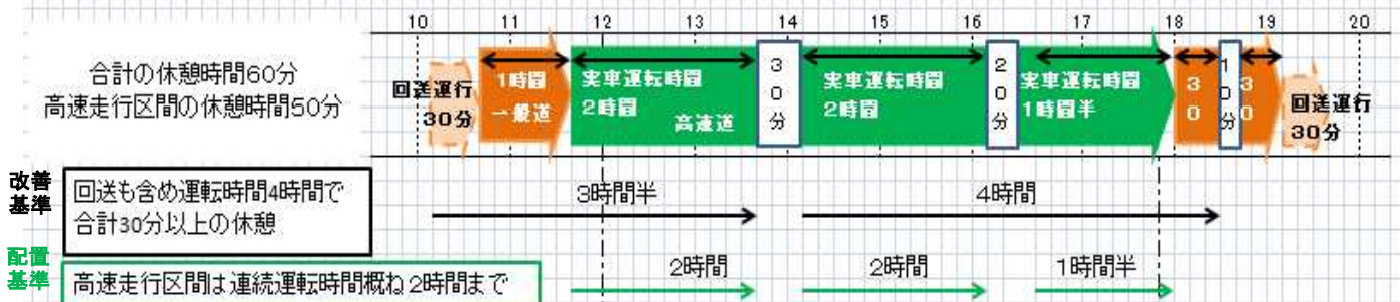 10 11 12 13 14 15 16 17 18 19 20
合計の休憩時間60分
高速走行区間の休憩時間50分
回送運行
30分
1時間
一般道
実車運転時間
2時間
高速道
30分
実車運転時間
2時間
20分
実車運転時間
1時間半
30
10分
30
回送運行
30分
改善
基準
回送も含め運転時間4時間で
合計30分以上の休憩
3時間半
4時間
配置
基準
高速走行区間は連続運転時間概ね2時間まで
2時間
2時間
1時間半